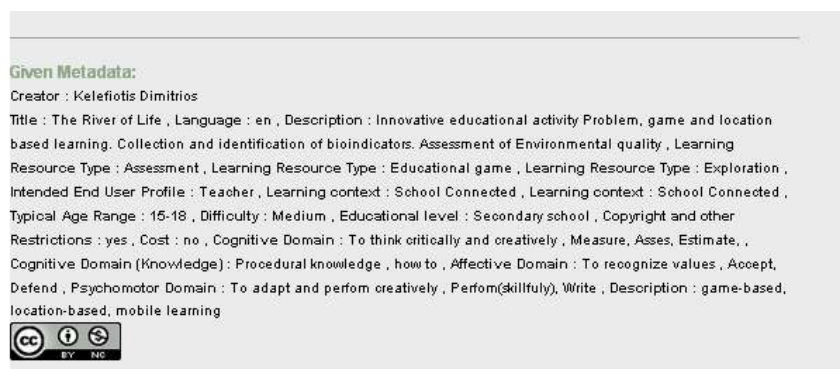 Given Metadata:
Creator : Kelefiotis Dimitrios
Title : The River of Life , Language : en , Description : Innovative educational activity Problem, game and location
based learning. Collection and identification of bioindicators. Assessment of Environmental quality , Learning
Resource Type : Assessment , Learning Resource Type : Educational game , Learning Resource Type : Exploration ,
Intended End User Profile : Teacher , Learning context : School Connected , Learning context : School Connected ,
Typical Age Range : 15-18 , Difficulty : Medium , Educational level : Secondary school , Copyright and other
Restrictions : yes , Cost : no , Cognitive Domain : To think critically and creatively , Measure, Asses, Estimate, ,
Cognitive Domain (Knowledge) : Procedural knowledge , how to , Affective Domain : To recognize values , Accept,
Defend , Psychomotor Domain : To adapt and perfom creatively , Perfom(skillfuly), Write , Description : game-based,
location-based, mobile learning
cc BY NC